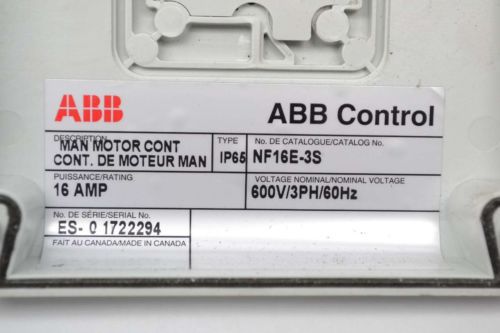 ABB ABB Control
DESCRIPTION TYPE No. DE CATALOGUE/CATALOG No.
MAN MOTOR CONT
CONT. DE MOTEUR MAN IP65 NF16E-3S
PUISSANCE/RATING VOLTAGE NOMINAL/NOMINAL VOLTAGE
16 AMP 600V/3PH/60Hz
No. DE SÉRIE/SERIAL No.
ES- 0 1722294
FAIT AU CANADA/MADE IN CANADA